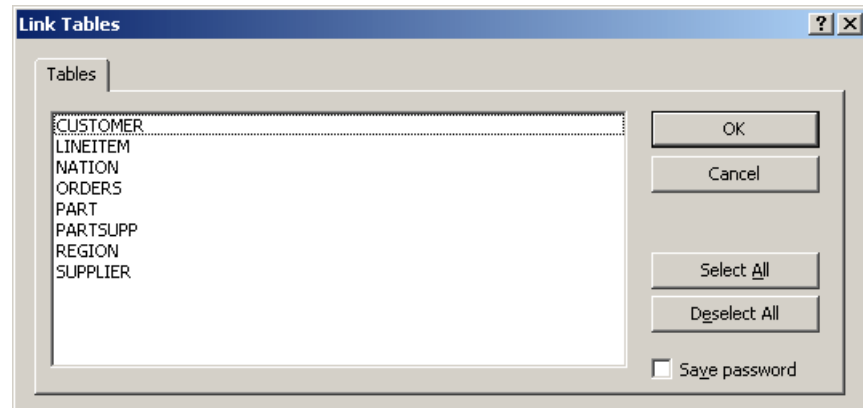 Link Tables
Tables
CUSTOMER
LINEITEM
NATION
ORDERS
PART
PARTSUPP
REGION
SUPPLIER
OK
Cancel
Select All
Deselect All
Save password